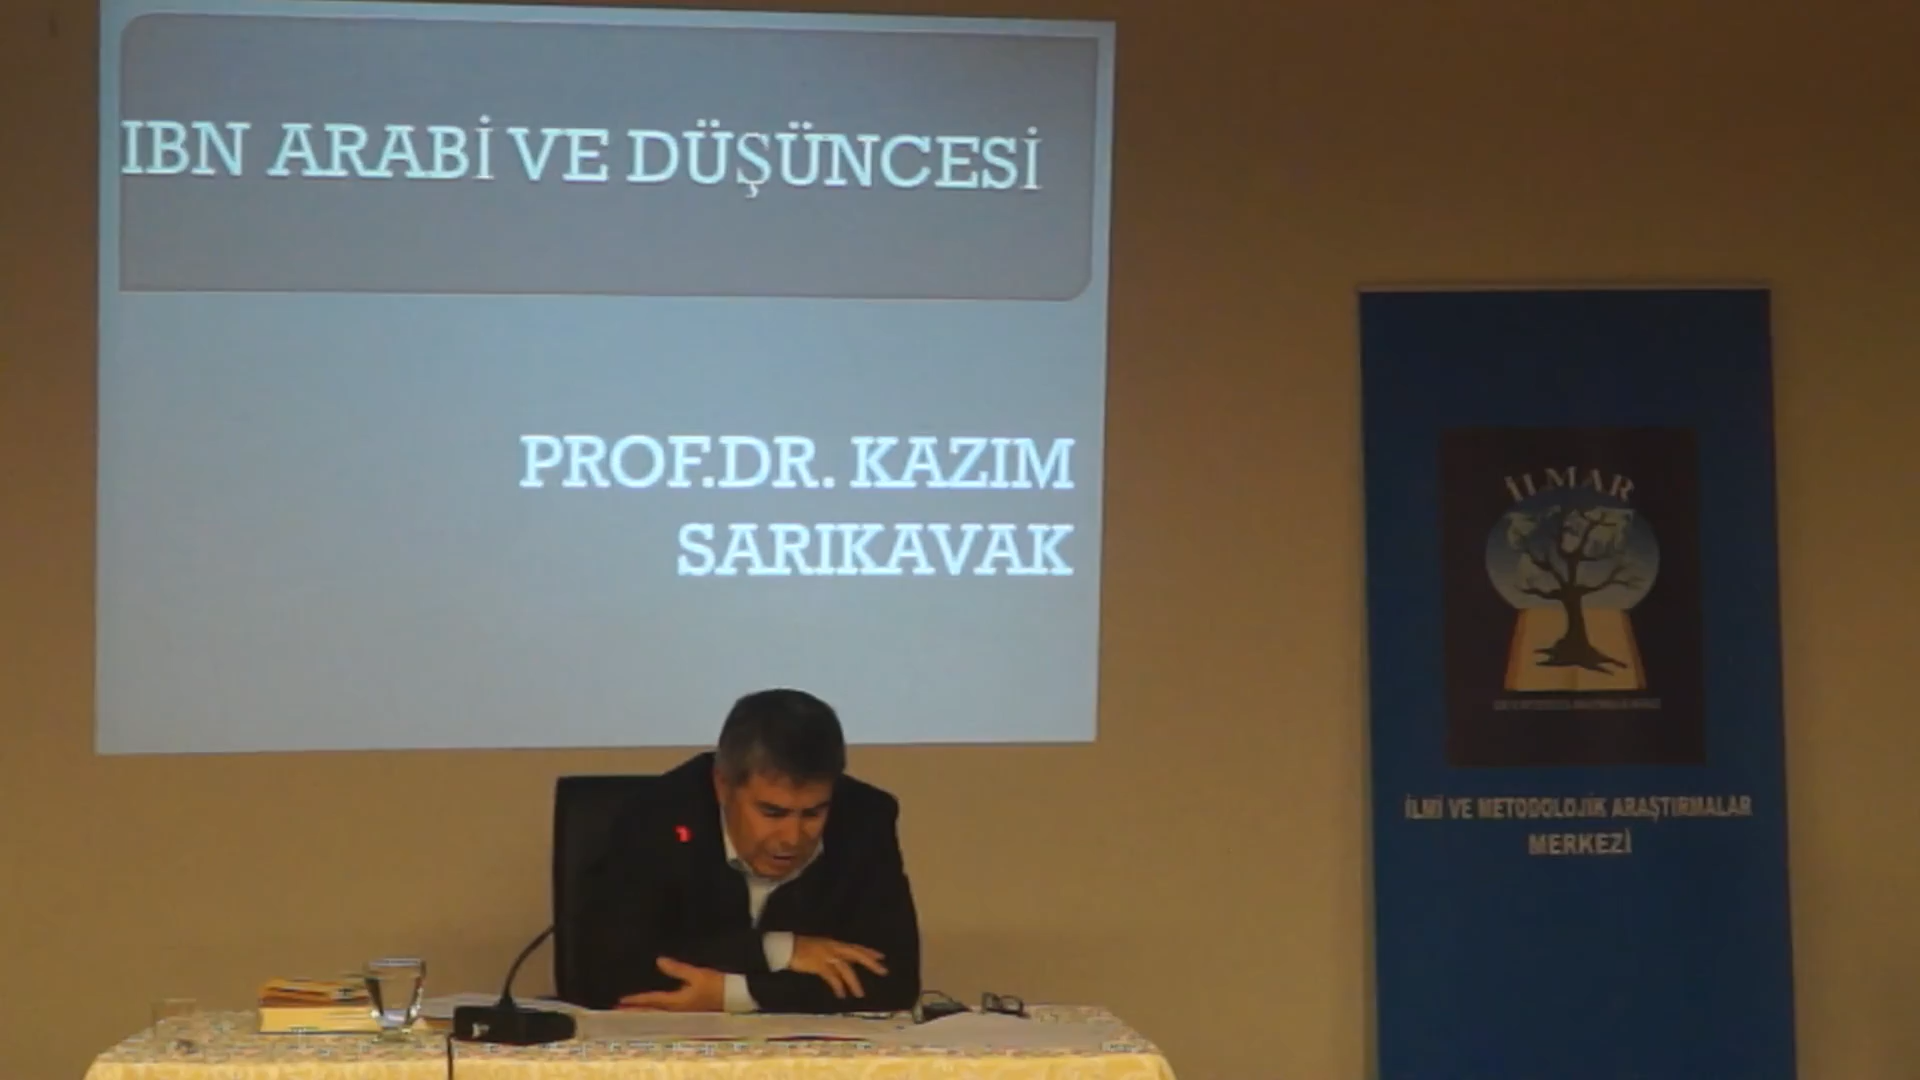 IBN ARABİ VE DÜŞÜNCESİ
PROF.DR. KAZIM
SARIKAVAK
İLMAR
İLMİ VE METODOLOJİK ARAŞTIRMALAR
MERKEZİ